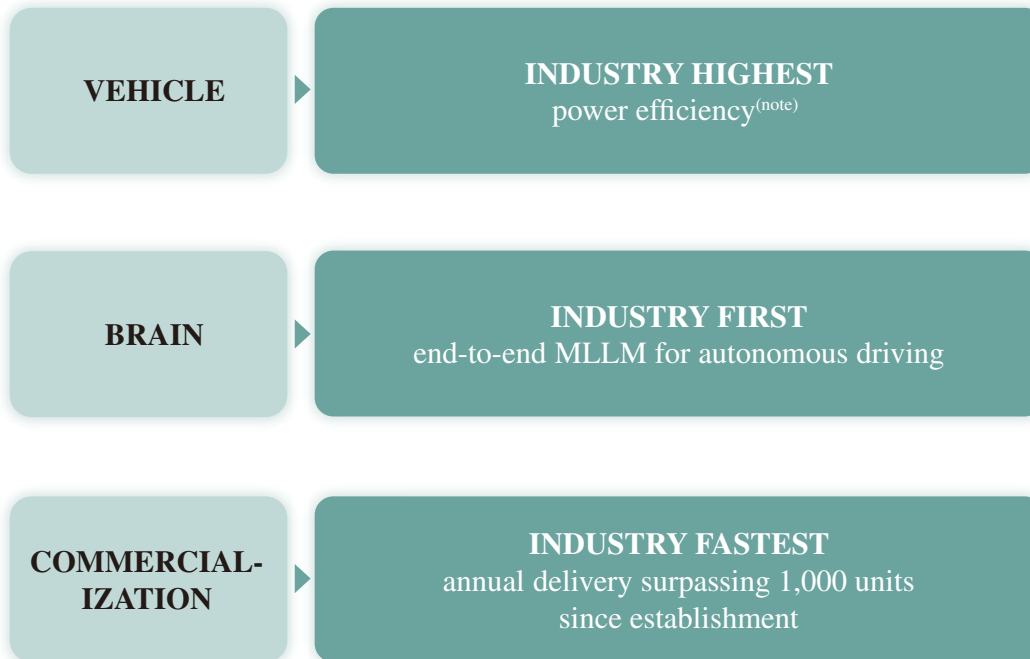 VEHICLE
INDUSTRY HIGHEST
power efficiency(note)
BRAIN
INDUSTRY FIRST
end-to-end MLLM for autonomous driving
COMMERCIAL-
IZATION
INDUSTRY FASTEST
annual delivery surpassing 1,000 units
since establishment